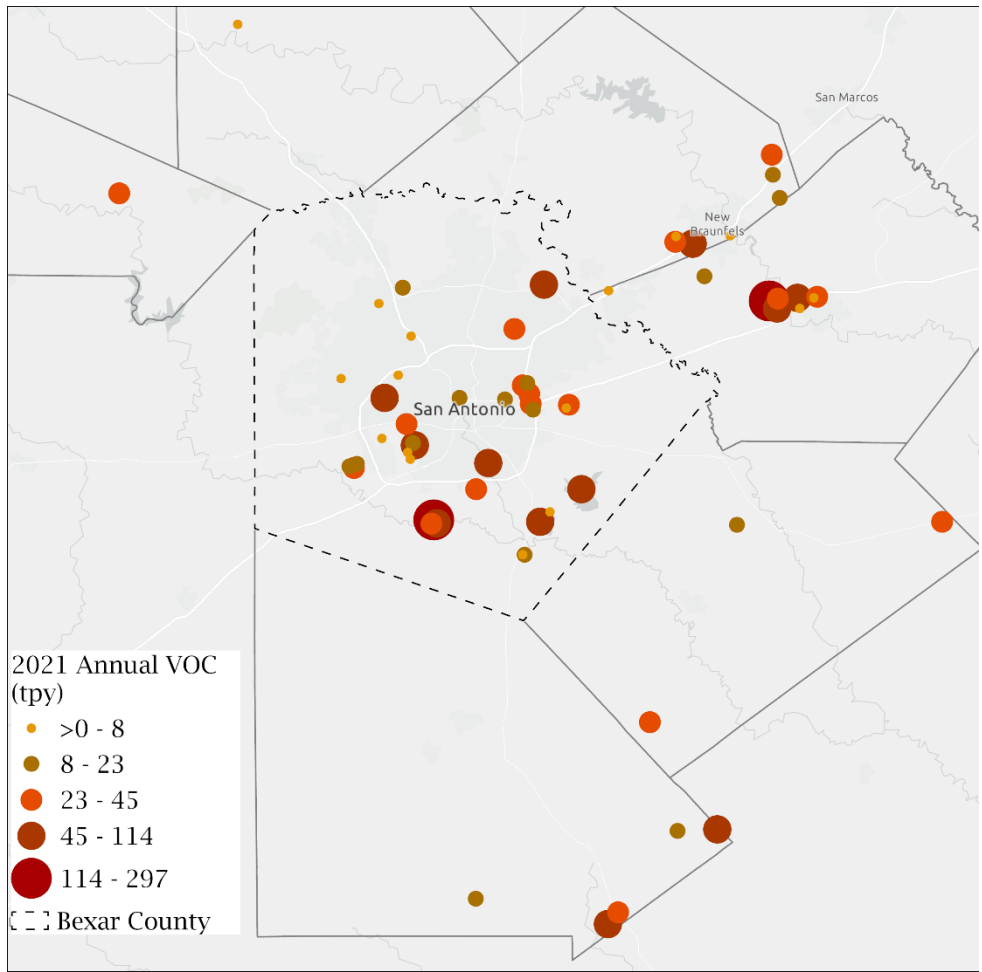 San Marcos
New
Braunfels
San Antonio
2021 Annual VOC
(tpy)
>0 - 8
8 - 23
23 - 45
45 - 114
114 - 297
Bexar County